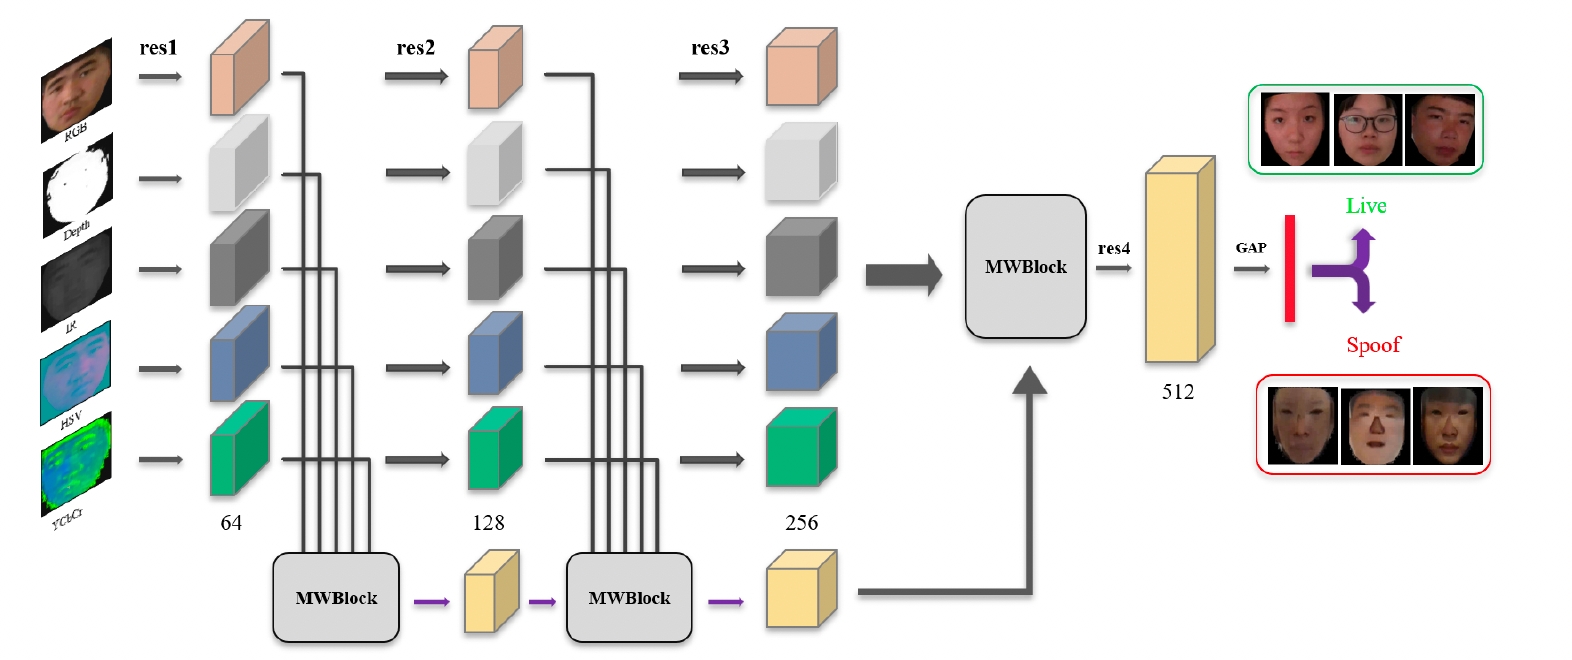 res1
res2
res3
RGB
Depth
IR
HSV
YCbCr
64
128
256
MWBlock
MWBlock
MWBlock
res4
512
GAP
Live
Spoof